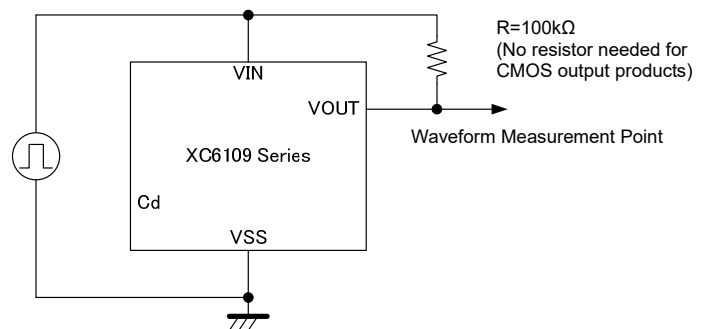 R=100kΩ
(No resistor needed for
CMOS output products)
VIN
VOUT
Waveform Measurement Point
XC6109 Series
Cd
VSS